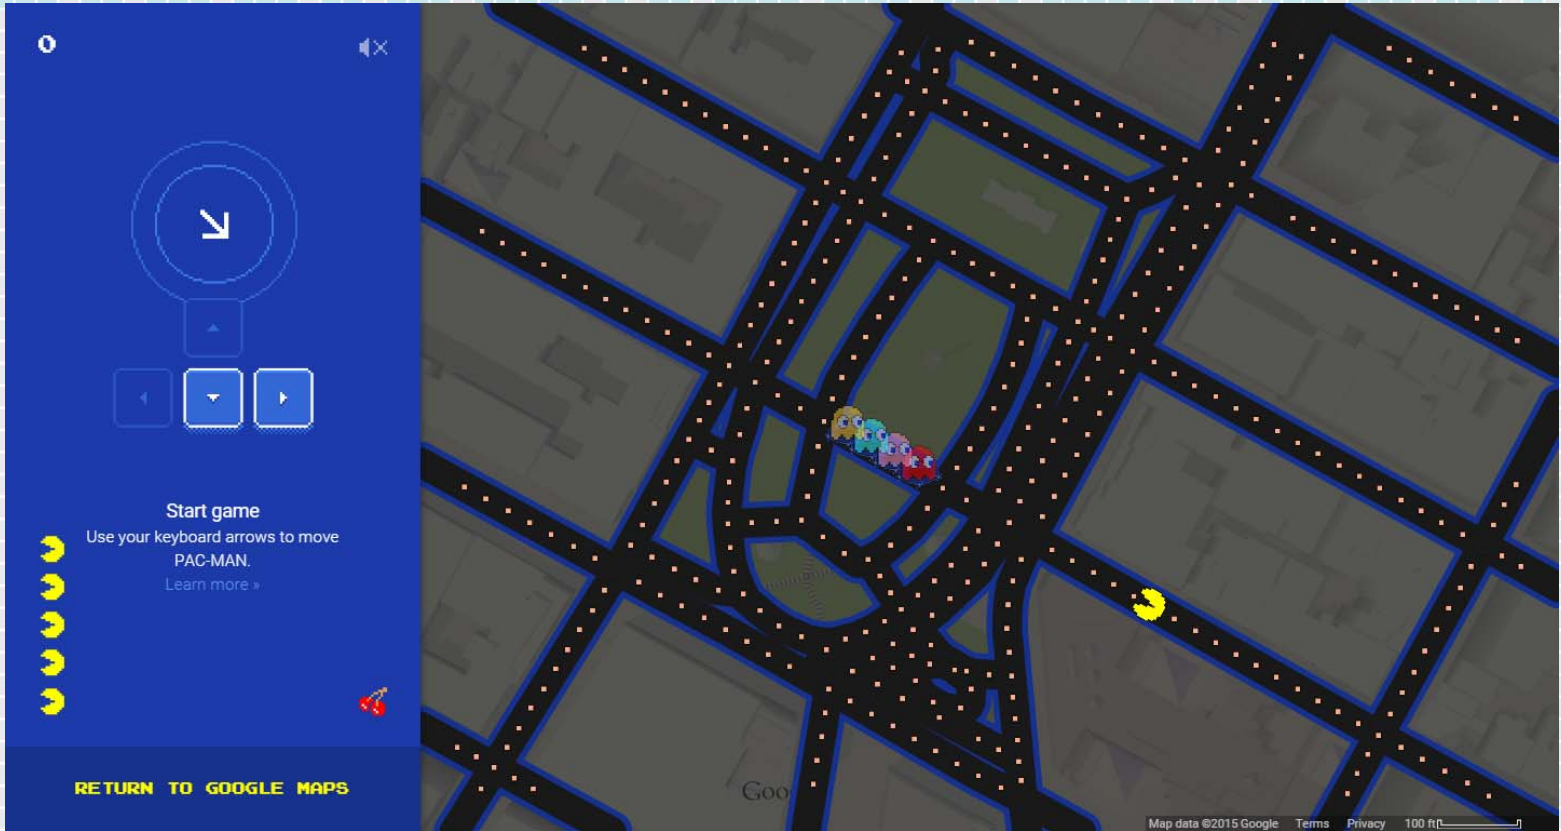 0
Start game
Use your keyboard arrows to move
PAC-MAN.
Learn more »
RETURN TO GOOGLE MAPS
Goo
Map data ©2015 Google Terms Privacy 100 ft